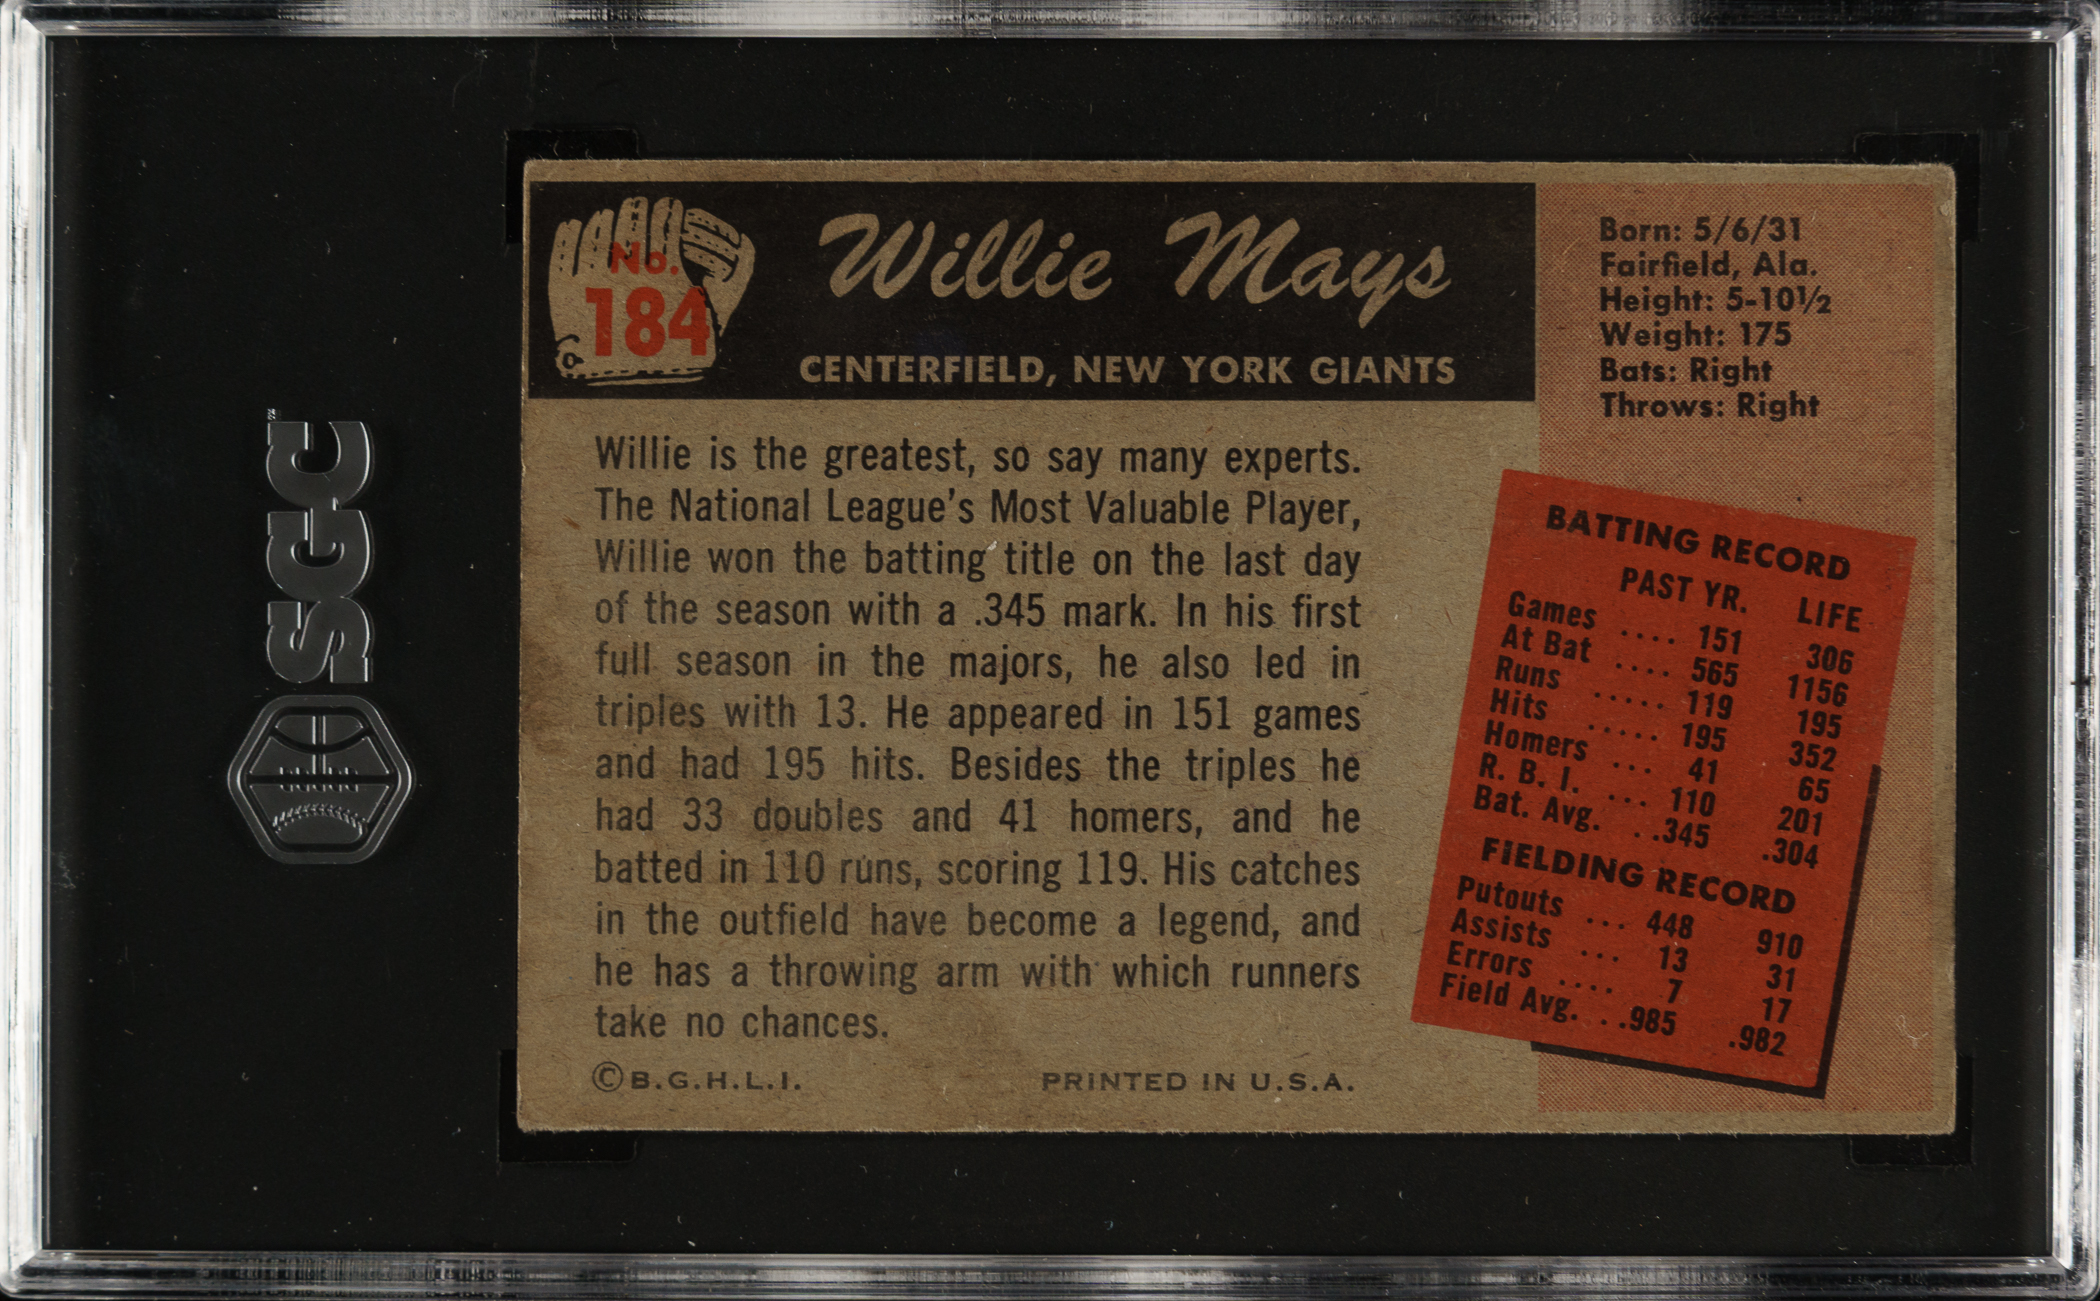 SGC
No.
184
Willie Mays
CENTERFIELD, NEW YORK GIANTS
Born: 5/6/31
Fairfield, Ala.
Height: 5-10½
Weight: 175
Bats: Right
Throws: Right
Willie is the greatest, so say many experts.
The National League's Most Valuable Player,
Willie won the batting title on the last day
of the season with a .345 mark. In his first
full season in the majors, he also led in
triples with 13. He appeared in 151 games
and had 195 hits. Besides the triples he
had 33 doubles and 41 homers, and he
batted in 110 runs, scoring 119. His catches
in the outfield have become a legend, and
he has a throwing arm with which runners
take no chances.
©B.G.H.L.I. PRINTED IN U.S.A.
BATTING RECORD
PAST YR. LIFE
Games .... 151 306
At Bat .... 565 1156
Runs ..... 119 195
Hits ..... 195 352
Homers ... 41 65
R. B. I. ... 110 201
Bat. Avg. . .345 .304
FIELDING RECORD
Putouts ... 448 910
Assists ... 13 31
Errors .... 7 17
Field Avg. . .985 .982